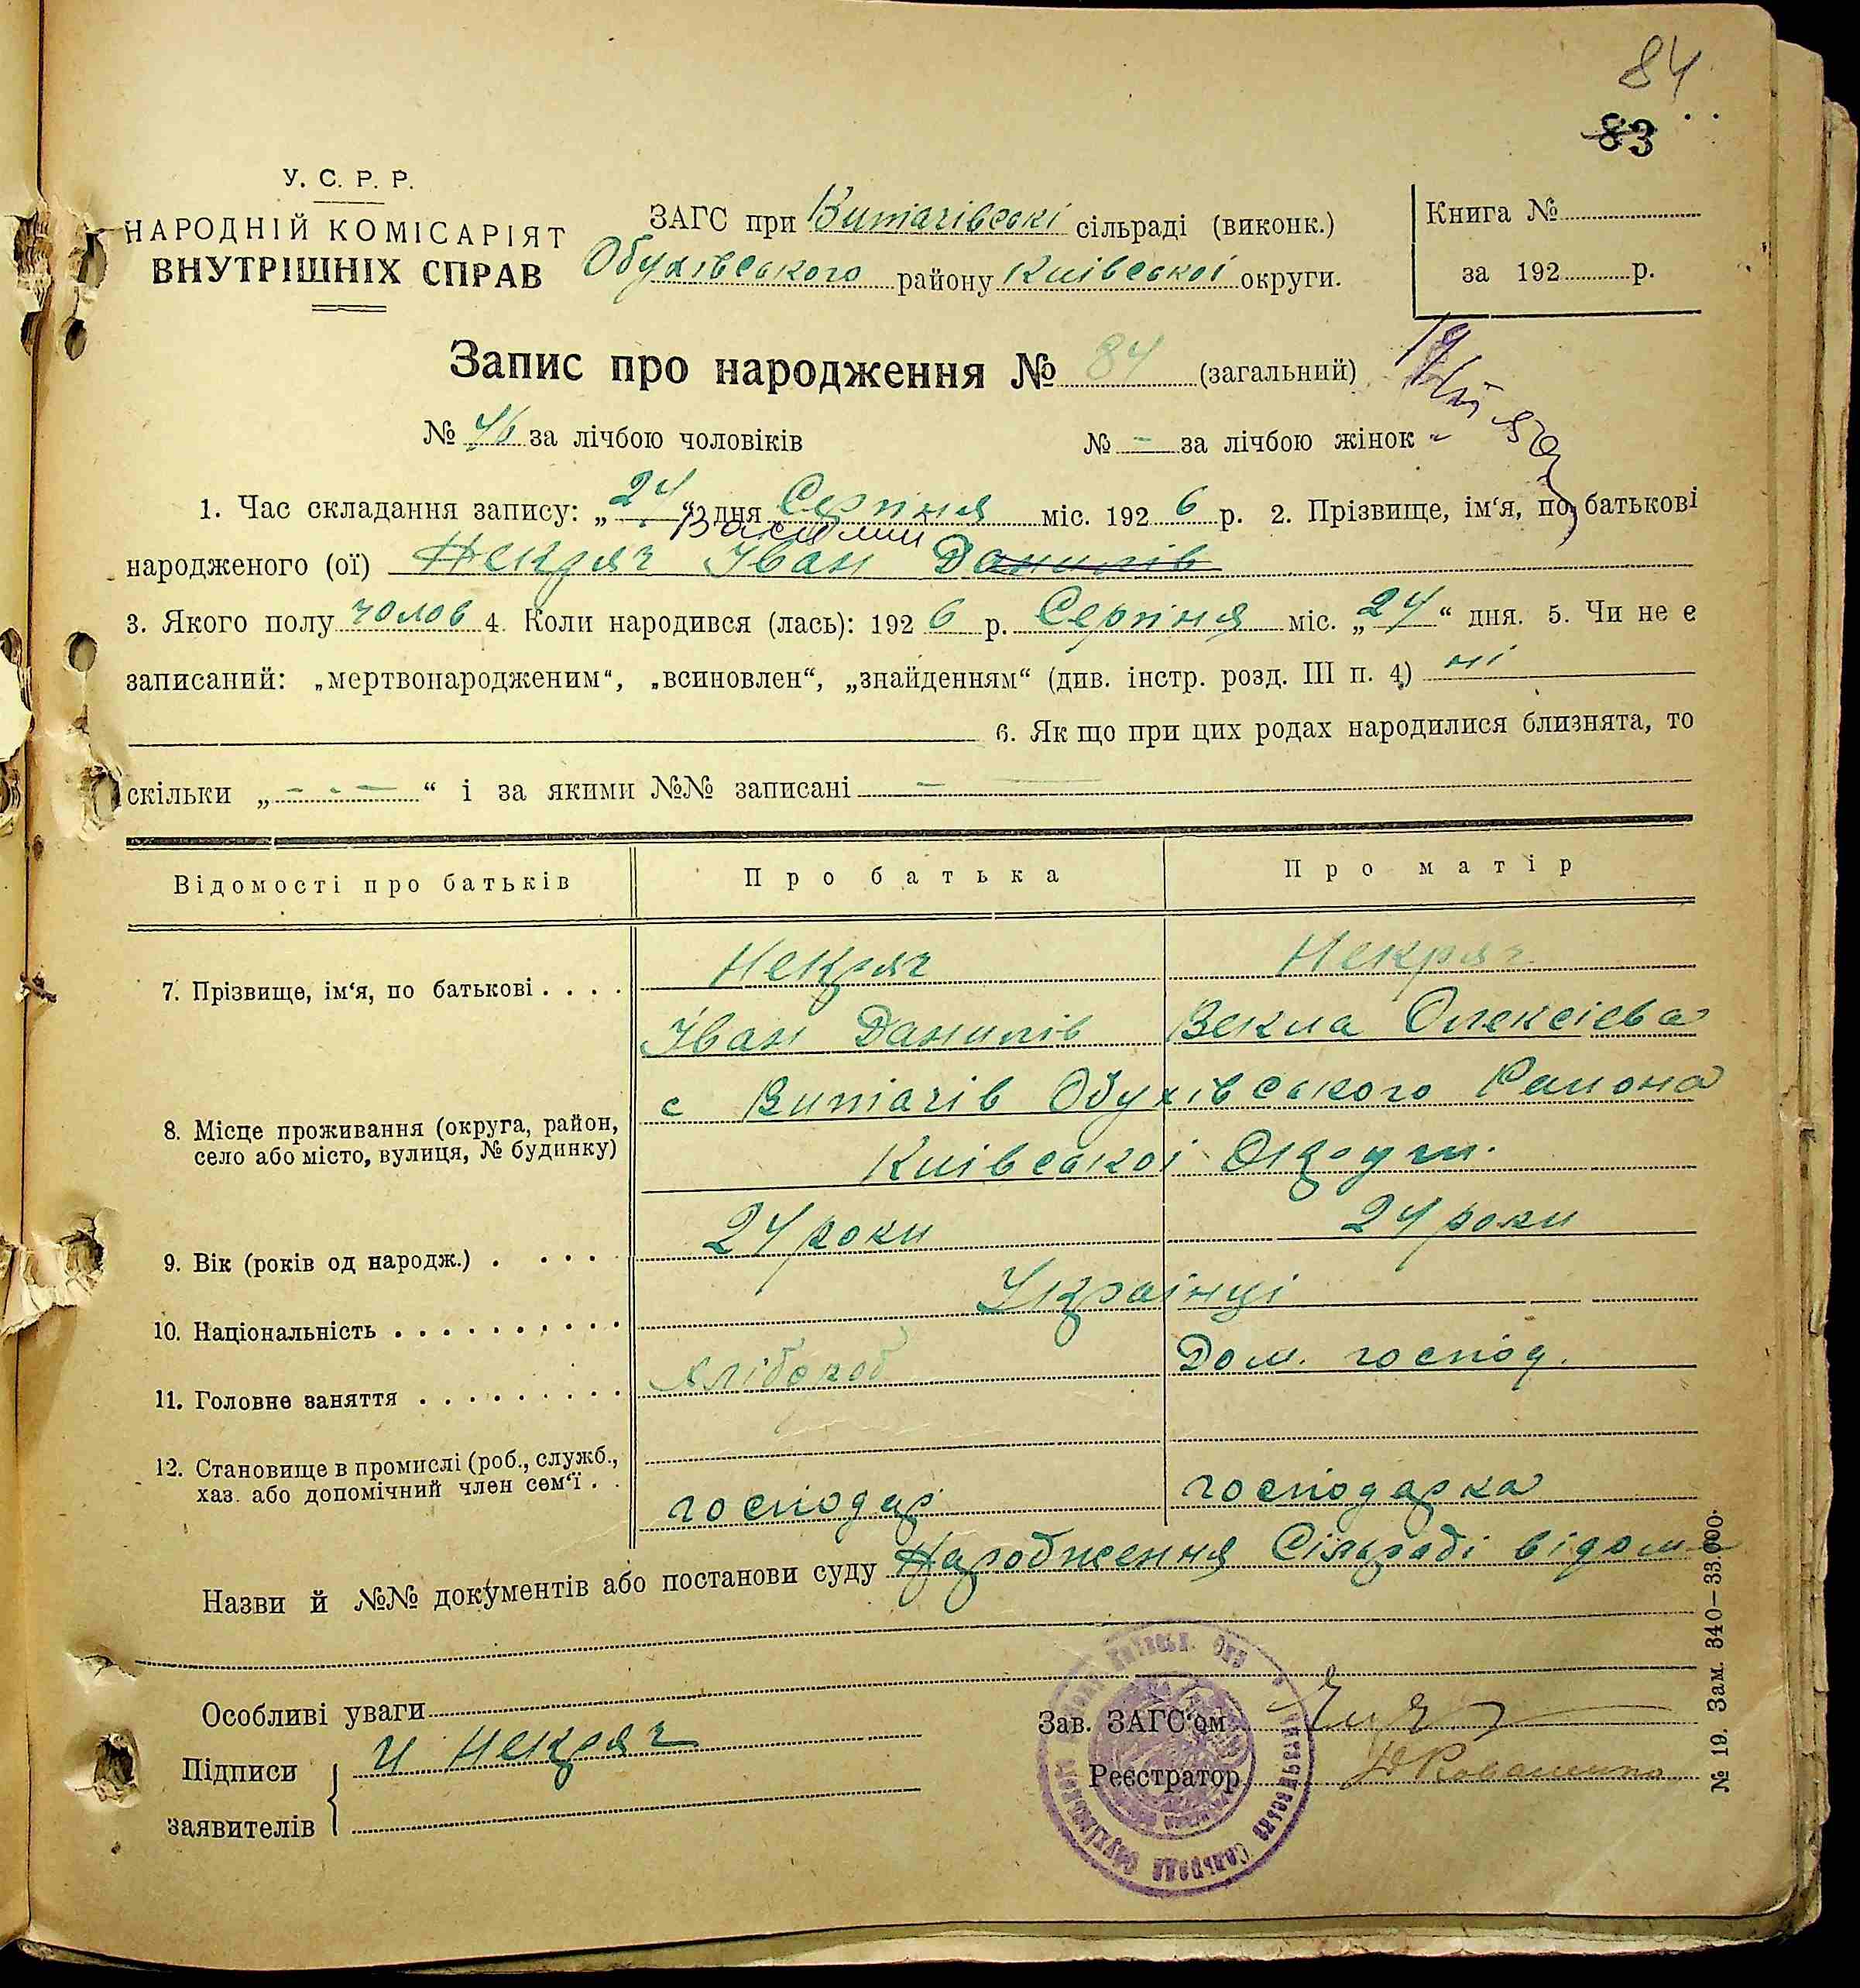 84
83
У. С. Р. Р.
НАРОДНІЙ КОМІСАРІЯТ
ВНУТРІШНІХ СПРАВ
ЗАГС при Витачівські сільраді (виконк.)
Обухівського району Киівськоі округи.
Книга №
за 192 р.
Запис про народження № 84 (загальний)
№ 46 за лічбою чоловіків № - за лічбою жінок
1. Час складання запису: „24“ дня Серпня міс. 1926 р. 2. Прізвище, ім‘я, по батькові
народженого (ої) Некряч Іван Данилів
3. Якого полу чолов 4. Коли народився (лась): 1926 р. Серпня міс. „24“ дня. 5. Чи не є
записаний: „мертвонародженим“, „всиновлен“, „знайденням“ (див. інстр. розд. III п. 4) ні
6. Як що при цих родах народилися близнята, то
скільки „- - -“ і за якими №№ записані -
Відомості про батьків Про батька Про матір
7. Прізвище, ім‘я, по батькові . . . . Некряч Некряч
Іван Данилів Векла Олексієва
8. Місце проживання (округа, район,
село або місто, вулиця, № будинку)
с Витачів Обухівського Района
Киівськоі Округи.
9. Вік (років од народж.) . . . . 24 роки 24 роки
10. Національність . . . . . . . . . . Украінці
11. Головне заняття . . . . . . . . . хлібороб Дом. господ.
12. Становище в промислі (роб., служб.,
хаз. або допомічний член сем‘ї . . господар господарка
Назви й №№ документів або постанови суду Народження Сільраді відоме
Особливі уваги
Підписи
заявителів
И Некряч
Зав. ЗАГС‘ом
Реєстратор
№ 19. Зам. 340—33.000.